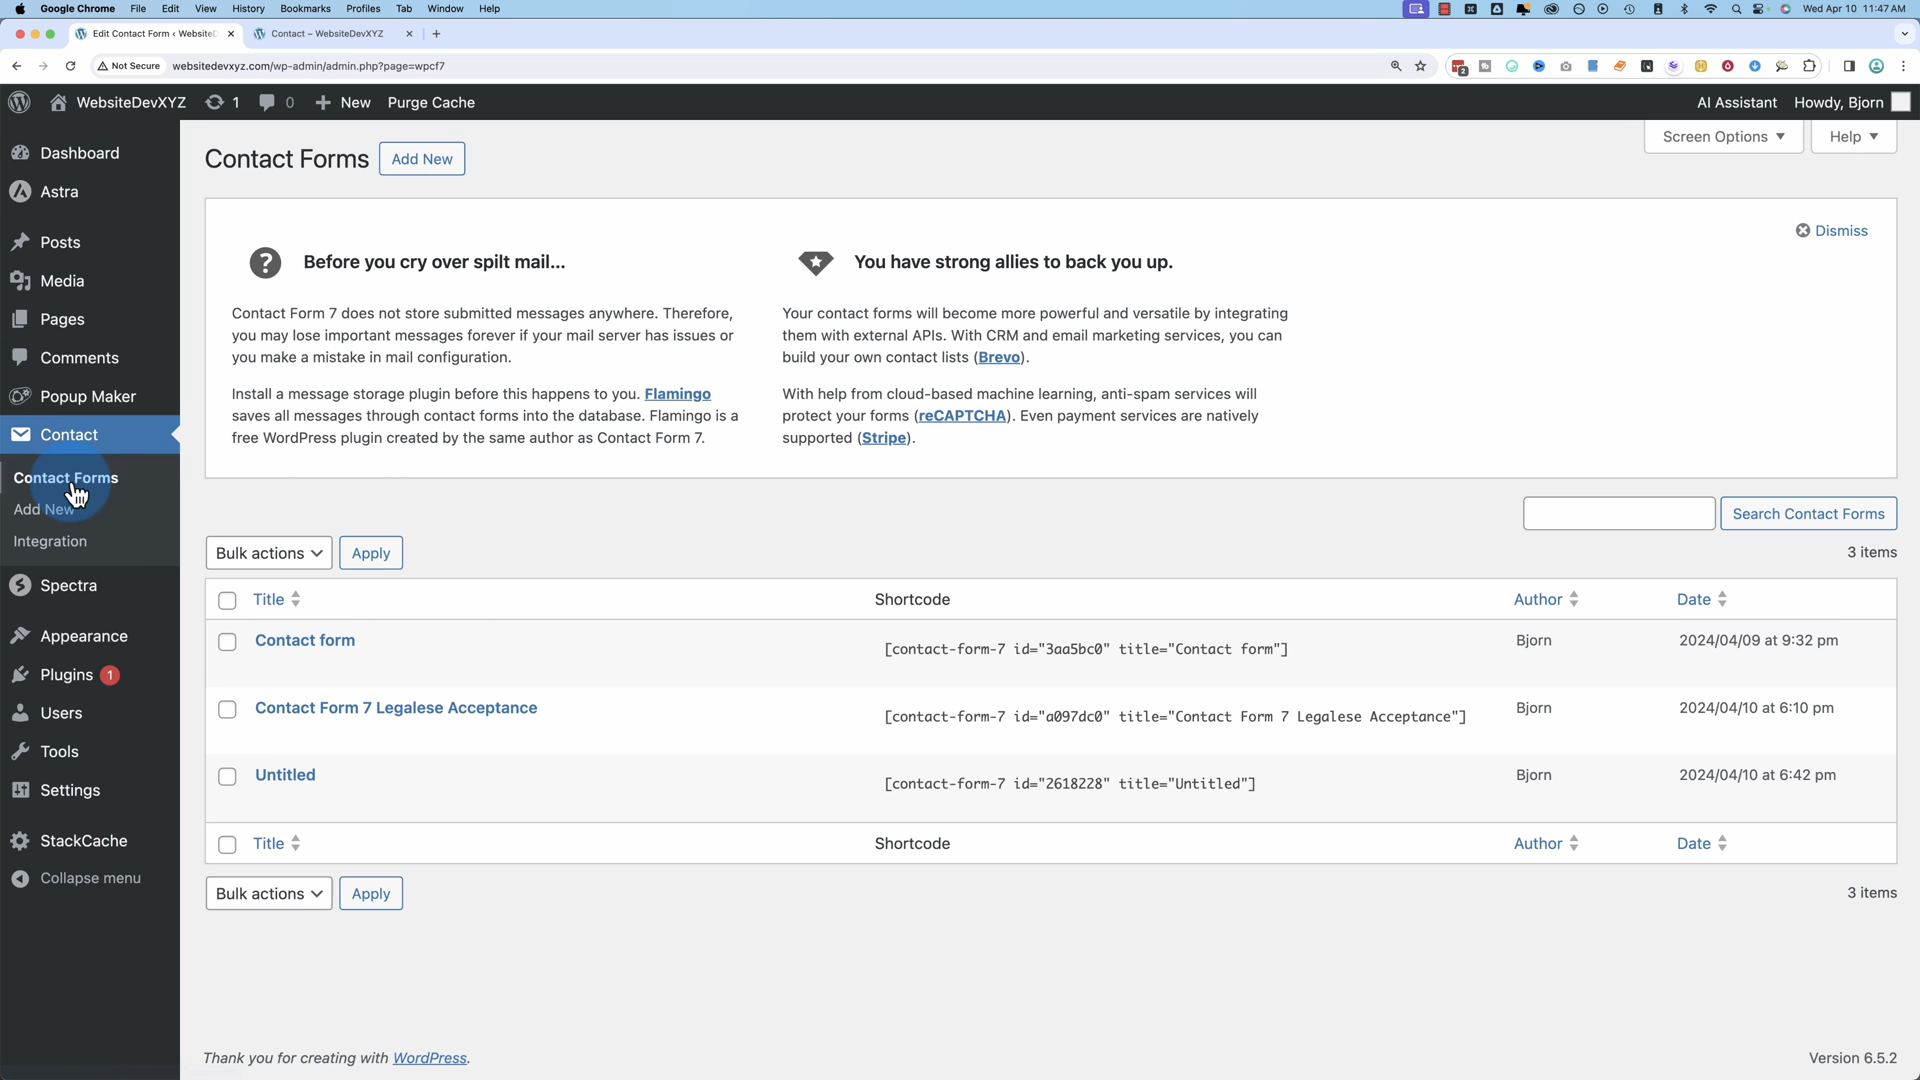 Google Chrome File Edit View History Bookmarks Profiles Tab Window Help
Wed Apr 10 11:47 AM
Edit Contact Form ‹ WebsiteD
Contact – WebsiteDevXYZ
Not Secure websitedevxyz.com/wp-admin/admin.php?page=wpcf7
2
WebsiteDevXYZ 1 0 New Purge Cache
AI Assistant Howdy, Bjorn
Dashboard
Astra
Posts
Media
Pages
Comments
Popup Maker
Contact
Contact Forms
Add New
Integration
Spectra
Appearance
Plugins 1
Users
Tools
Settings
StackCache
Collapse menu
Screen Options Help
Contact Forms Add New
Dismiss
Before you cry over spilt mail...
Contact Form 7 does not store submitted messages anywhere. Therefore,
you may lose important messages forever if your mail server has issues or
you make a mistake in mail configuration.
Install a message storage plugin before this happens to you. Flamingo
saves all messages through contact forms into the database. Flamingo is a
free WordPress plugin created by the same author as Contact Form 7.
You have strong allies to back you up.
Your contact forms will become more powerful and versatile by integrating
them with external APIs. With CRM and email marketing services, you can
build your own contact lists (Brevo).
With help from cloud-based machine learning, anti-spam services will
protect your forms (reCAPTCHA). Even payment services are natively
supported (Stripe).
Search Contact Forms
Bulk actions Apply
3 items
Title Shortcode Author Date
Contact form [contact-form-7 id="3aa5bc0" title="Contact form"] Bjorn 2024/04/09 at 9:32 pm
Contact Form 7 Legalese Acceptance [contact-form-7 id="a097dc0" title="Contact Form 7 Legalese Acceptance"] Bjorn 2024/04/10 at 6:10 pm
Untitled [contact-form-7 id="2618228" title="Untitled"] Bjorn 2024/04/10 at 6:42 pm
Title Shortcode Author Date
Bulk actions Apply
3 items
Thank you for creating with WordPress.
Version 6.5.2